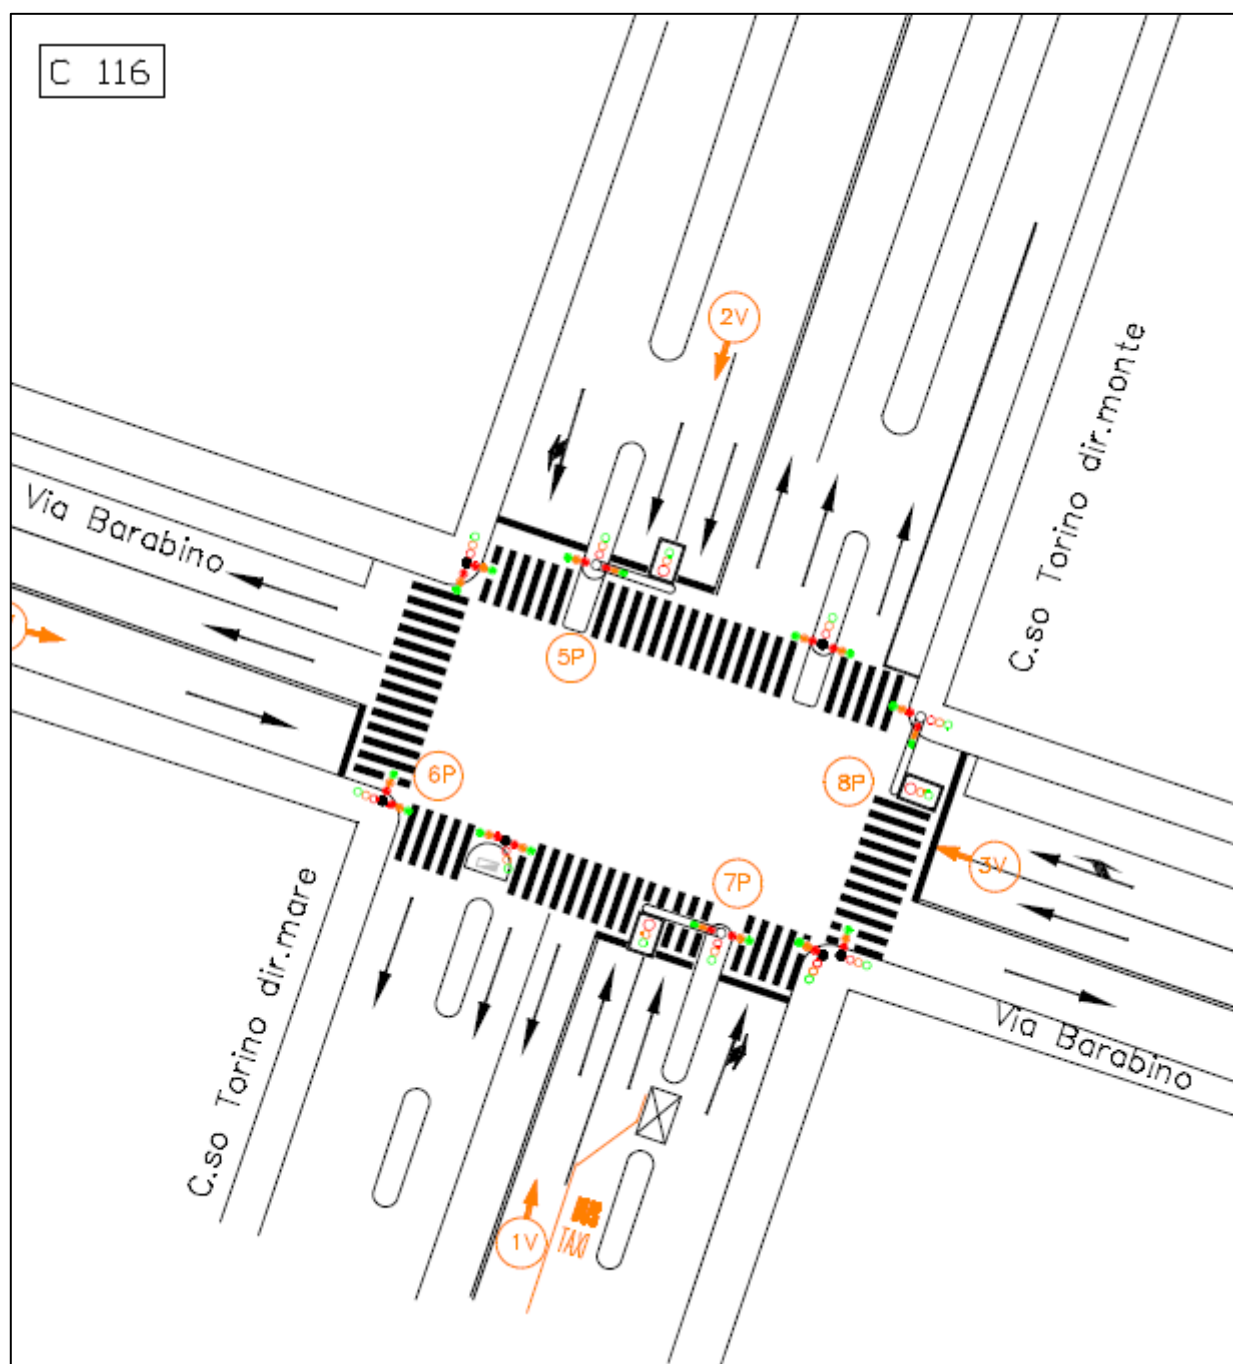 C 116
2V
C.so Torino dir.monte
Via Barabino
5P
6P
8P
3V
7P
C.so Torino dir.mare
Via Barabino
1V
TAXI